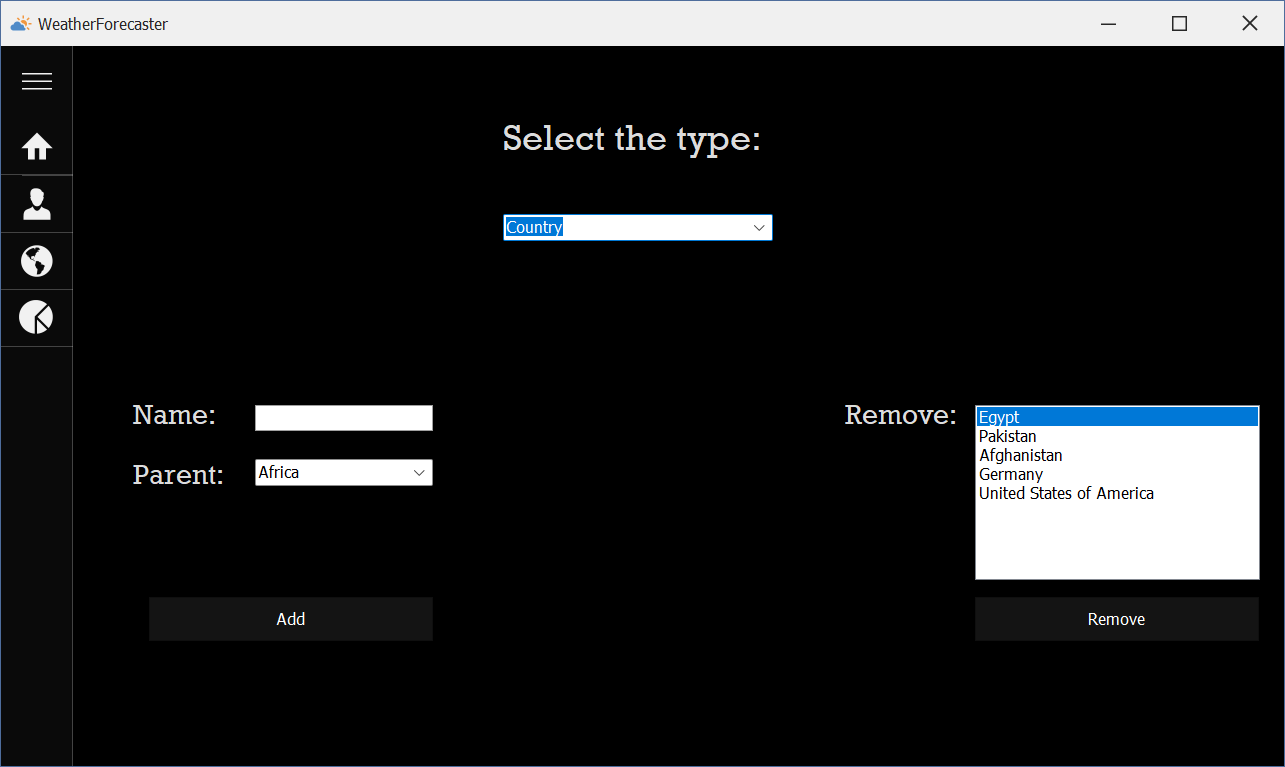 WeatherForecaster
Select the type:
Country
Name:
Parent:
Africa
Add
Remove:
Egypt
Pakistan
Afghanistan
Germany
United States of America
Remove